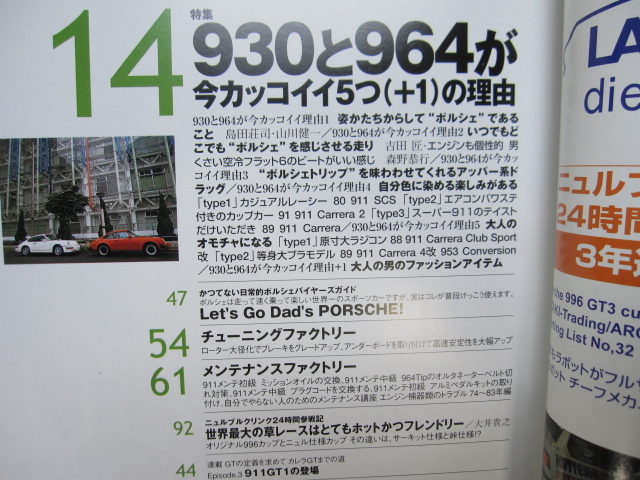 14
特集
930と964が
今カッコイイ5つ(+1)の理由
930と964が今カッコイイ理由1 姿かたちからして“ポルシェ”である
こと 島田荘司・山川健一／930と964が今カッコイイ理由2 いつでもど
こでも“ポルシェ”を感じさせる走り 吉田 匠・エンジンも個性的 男
くさい空冷フラット6のビートがいい感じ 森野恭行／930と964が今カッ
コイイ理由3 “ポルシェトリップ”を味わわせてくれるアッパー系ド
ラッグ／930と964が今カッコイイ理由4 自分色に染める楽しみがある
「type1」カジュアルレーシー 80 911 SCS「type2」エアコンパワステ
付きのカップカー 91 911 Carrera 2「type3」スーパー911のテイスト
だけいただき 89 911 Carrera／930と964が今カッコイイ理由5 大人の
オモチャになる「type1」原寸大ラジコン 88 911 Carrera Club Sport
改「type2」等身大プラモデル 89 911 Carrera 4改 953 Conversion
／930と964が今カッコイイ理由+1 大人の男のファッションアイテム
47
かつてない日常的ポルシェバイヤーズガイド
ポルシェは走って速く乗って楽しい世界一のスポーツカーですが、実はコレが普段けっこう使えます。
Let's Go Dad's PORSCHE!
54 チューニングファクトリー
ローター大径化でブレーキをグレードアップ、アンダーボードを取り付けて高速安定性を大幅アップ
61 メンテナンスファクトリー
911メンテ初級 ミッションオイルの交換、911メンテ中級 964Tipのオルタネーターベルト切
れ対策、911メンテ中級 プラグコードを交換する、911メンテ初級 アルミペダルキットの取り
付け、自分でやらない人のためのメンテナンス講座 エンジン補器類のトラブル 74〜83年編
92
ニュルブルクリンク24時間参戦記
世界最大の草レースはとてもホットかつフレンドリー／大井貴之
オリジナル996カップとニュル仕様カップ その違いは、サーキット仕様と峠仕様!?
44
連載 GTの定義を求めて カレラGTまでの道
Episode.3 911GT1の登場
LA
die
ニュルブ
24時間
3年
996 GT3 cu
KI-Trading/ARC
List No,32
ラボットがフル
ボット チーフメカ